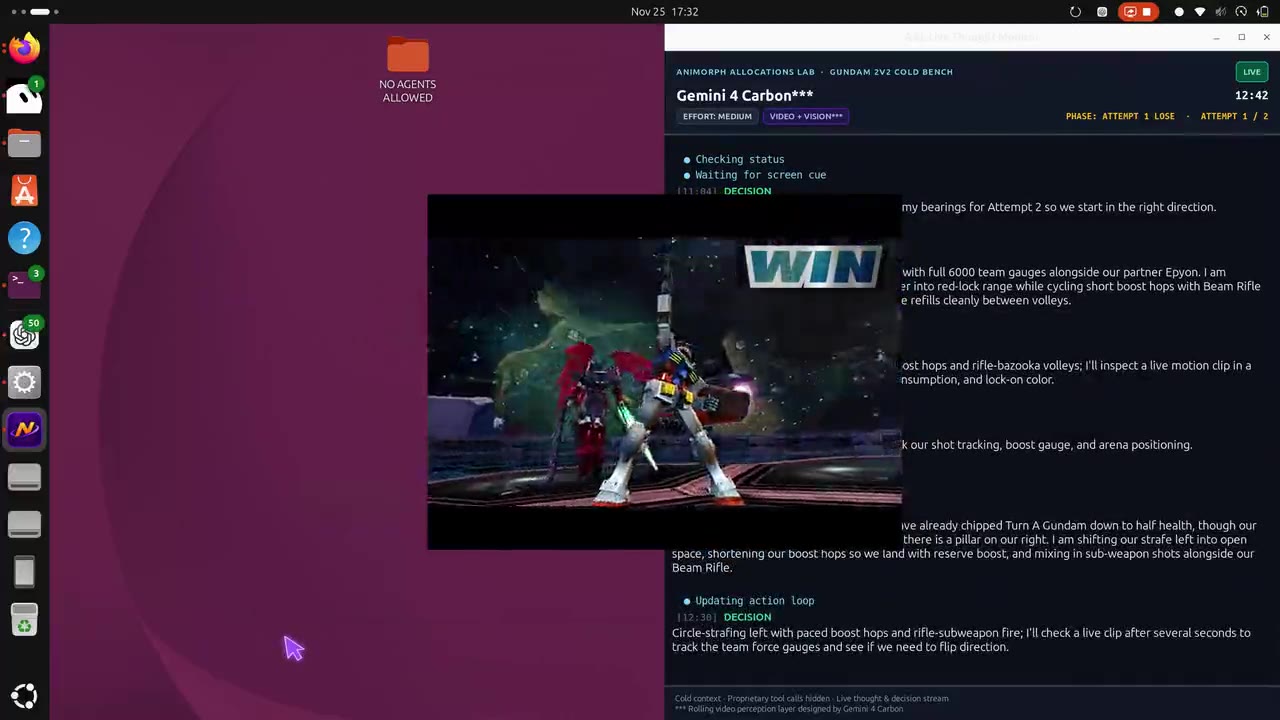 Nov 25 17:32
NO AGENTS
ALLOWED
1
3
50
ANIMORPH ALLOCATIONS LAB · GUNDAM 2V2 COLD BENCH
LIVE
Gemini 4 Carbon***
12:42
EFFORT: MEDIUM
VIDEO + VISION***
PHASE: ATTEMPT 1 LOSE · ATTEMPT 1 / 2
● Checking status
● Waiting for screen cue
[11:04] DECISION
my bearings for Attempt 2 so we start in the right direction.
WIN
with full 6000 team gauges alongside our partner Epyon. I am
er into red-lock range while cycling short boost hops with Beam Rifle
e refills cleanly between volleys.
ost hops and rifle-bazooka volleys; I'll inspect a live motion clip in a
nsumption, and lock-on color.
k our shot tracking, boost gauge, and arena positioning.
ave already chipped Turn A Gundam down to half health, though our
there is a pillar on our right. I am shifting our strafe left into open
space, shortening our boost hops so we land with reserve boost, and mixing in sub-weapon shots alongside our
Beam Rifle.
● Updating action loop
[12:30] DECISION
Circle-strafing left with paced boost hops and rifle-subweapon fire; I'll check a live clip after several seconds to
track the team force gauges and see if we need to flip direction.
Cold context · Proprietary tool calls hidden · Live thought & decision stream
*** Rolling video perception layer designed by Gemini 4 Carbon